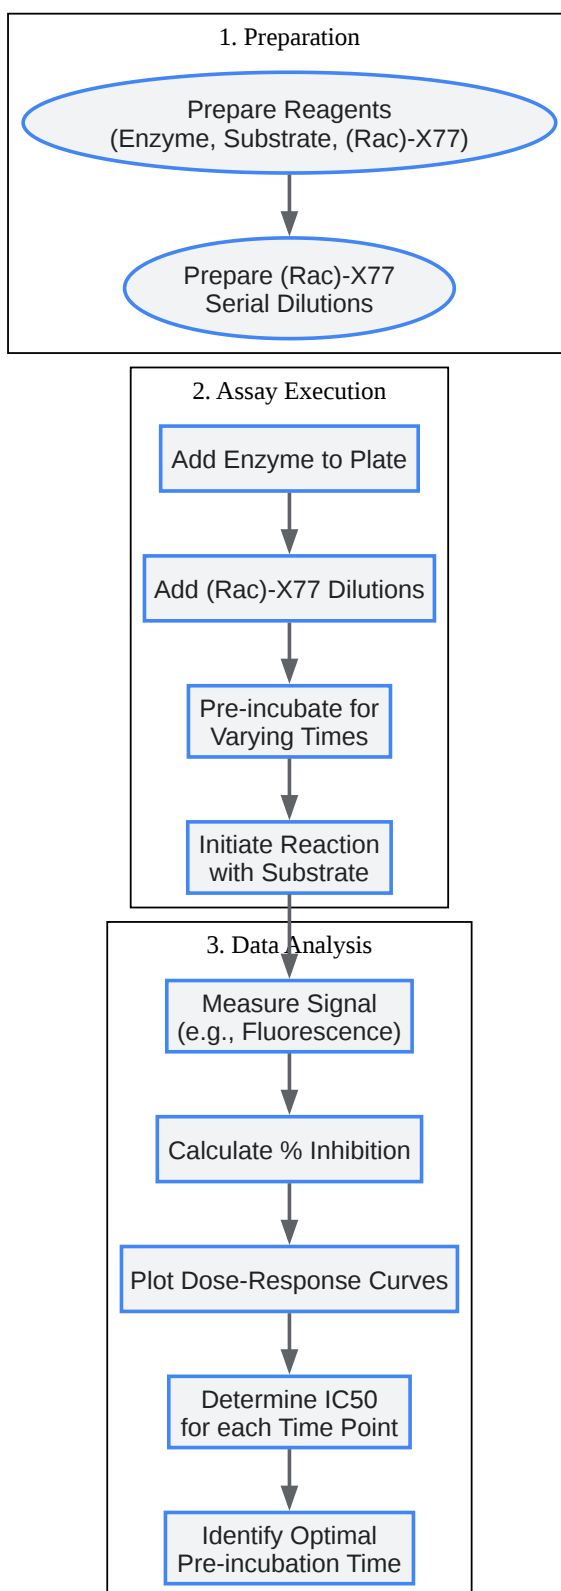 1. Preparation
Prepare Reagents
(Enzyme, Substrate, (Rac)-X77)
Prepare (Rac)-X77
Serial Dilutions
2. Assay Execution
Add Enzyme to Plate
Add (Rac)-X77 Dilutions
Pre-incubate for
Varying Times
Initiate Reaction
with Substrate
3. Data Analysis
Measure Signal
(e.g., Fluorescence)
Calculate % Inhibition
Plot Dose-Response Curves
Determine IC50
for each Time Point
Identify Optimal
Pre-incubation Time